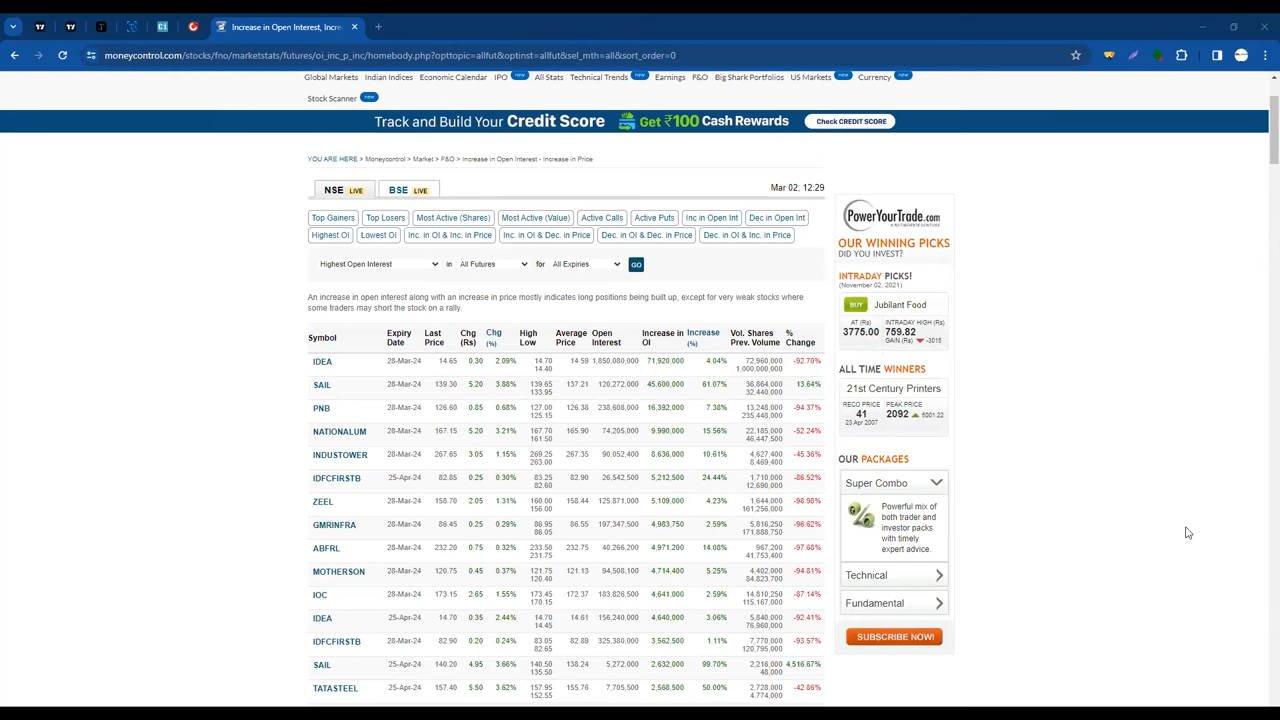 Increase in Open Interest, Incre
moneycontrol.com/stocks/fno/marketstats/futures/oi_inc_p_inc/homebody.php?opttopic=allfut&optinst=allfut&sel_mth=all&sort_order=0
Global Markets Indian Indices Economic Calendar IPO new All Stats Technical Trends new Earnings F&O Big Shark Portfolios US Markets new Currency new
Stock Scanner new
Track and Build Your Credit Score Get ₹100 Cash Rewards Check CREDIT SCORE
YOU ARE HERE > Moneycontrol > Market > F&O > Increase in Open Interest - Increase in Price
NSE LIVE BSE LIVE Mar 02, 12:29
Top Gainers Top Losers Most Active (Shares) Most Active (Value) Active Calls Active Puts Inc in Open Int Dec in Open Int
Highest OI Lowest OI Inc. in OI & Inc. in Price Inc. in OI & Dec. in Price Dec. in OI & Dec. in Price Dec. in OI & Inc. in Price
Highest Open Interest in All Futures for All Expiries GO
An increase in open interest along with an increase in price mostly indicates long positions being built up, except for very weak stocks where
some traders may short the stock on a rally.
Symbol Expiry Date Last Price Chg (Rs) Chg (%) High Low Average Price Open Interest Increase in OI Increase (%) Vol. Shares Prev. Volume % Change
IDEA 28-Mar-24 14.65 0.30 2.09% 14.70 14.59 1,850,080,000 71,920,000 4.04% 72,960,000 -92.70%
14.40 1,000,000,000
SAIL 28-Mar-24 139.30 5.20 3.88% 139.65 137.21 120,272,000 45,600,000 61.07% 36,864,000 13.64%
133.95 32,440,000
PNB 28-Mar-24 126.60 0.85 0.68% 127.00 126.38 238,608,000 16,392,000 7.38% 13,248,000 -94.37%
125.15 235,448,000
NATIONALUM 28-Mar-24 167.15 5.20 3.21% 167.70 165.90 74,205,000 9,990,000 15.56% 22,185,000 -52.24%
161.50 46,447,500
INDUSTOWER 28-Mar-24 267.65 3.05 1.15% 269.25 267.35 90,052,400 8,636,000 10.61% 4,627,400 -45.36%
263.00 8,469,400
IDFCFIRSTB 25-Apr-24 82.85 0.25 0.30% 83.25 82.90 26,542,500 5,212,500 24.44% 1,710,000 -86.52%
82.60 12,690,000
ZEEL 28-Mar-24 158.70 2.05 1.31% 160.00 158.44 125,871,000 5,109,000 4.23% 1,644,000 -98.98%
156.00 161,256,000
GMRINFRA 28-Mar-24 86.45 0.25 0.29% 86.95 86.55 197,347,500 4,983,750 2.59% 5,816,250 -96.62%
86.05 171,888,750
ABFRL 28-Mar-24 232.20 0.75 0.32% 233.50 232.75 40,266,200 4,971,200 14.08% 967,200 -97.68%
231.75 41,753,400
MOTHERSON 28-Mar-24 120.75 0.45 0.37% 121.75 121.13 94,508,100 4,714,400 5.25% 4,402,000 -94.81%
120.40 84,823,700
IOC 28-Mar-24 173.15 2.65 1.55% 173.45 172.37 183,826,500 4,641,000 2.59% 14,810,250 -87.14%
170.15 115,167,000
IDEA 25-Apr-24 14.70 0.35 2.44% 14.70 14.61 156,240,000 4,640,000 3.06% 5,840,000 -92.41%
14.45 76,960,000
IDFCFIRSTB 28-Mar-24 82.90 0.20 0.24% 83.05 82.89 325,380,000 3,562,500 1.11% 7,770,000 -93.57%
82.65 120,795,000
SAIL 25-Apr-24 140.20 4.95 3.66% 140.50 138.24 5,272,000 2,632,000 99.70% 2,216,000 4,516.67%
135.50 48,000
TATASTEEL 25-Apr-24 157.40 5.50 3.62% 157.95 155.76 7,705,500 2,568,500 50.00% 2,728,000 -42.86%
152.55 4,774,000
PowerYourTrade.com
OUR WINNING PICKS
DID YOU INVEST?
INTRADAY PICKS!
(November 02, 2021)
BUY Jubilant Food
AT (Rs) INTRADAY HIGH (Rs)
3775.00 759.82
GAIN (Rs) -3015
ALL TIME WINNERS
21st Century Printers
RECO PRICE PEAK PRICE
41 2092 5001.22
23 Apr 2007
OUR PACKAGES
Super Combo
Powerful mix of
both trader and
investor packs
with timely
expert advice.
Technical
Fundamental
SUBSCRIBE NOW!